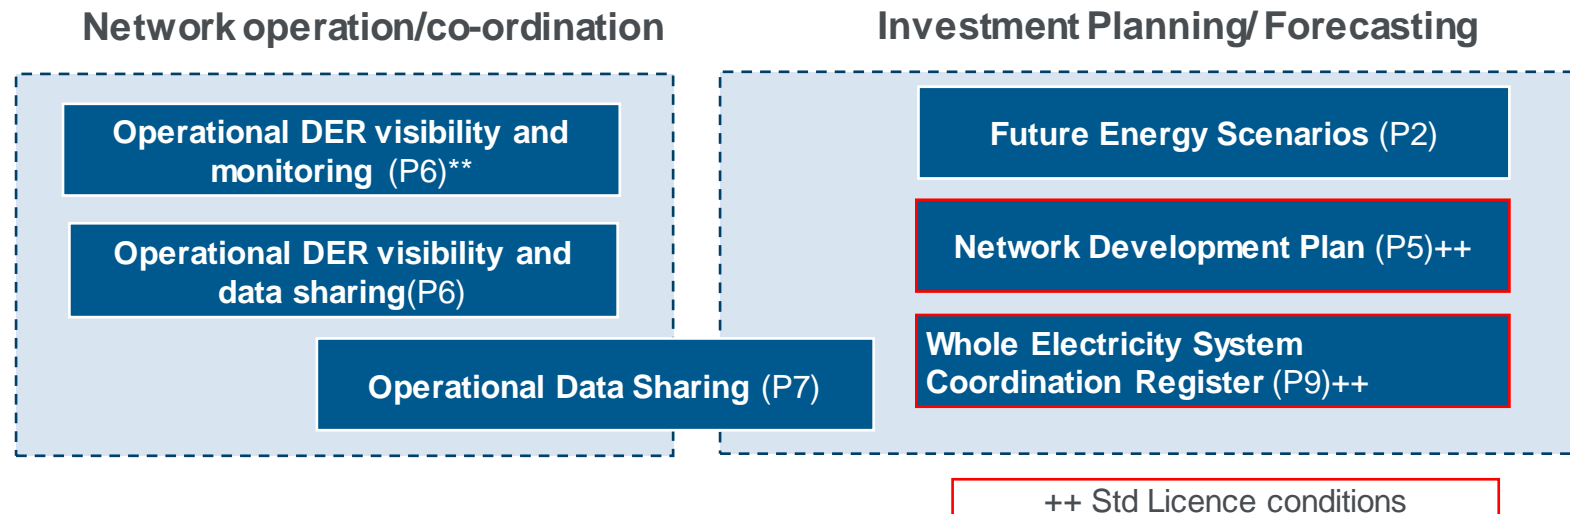 Network operation/co-ordination
Operational DER visibility and
monitoring (P6)**
Operational DER visibility and
data sharing(P6)
Operational Data Sharing (P7)
Investment Planning/ Forecasting
Future Energy Scenarios (P2)
Network Development Plan (P5)++
Whole Electricity System
Coordination Register (P9)++
++ Std Licence conditions